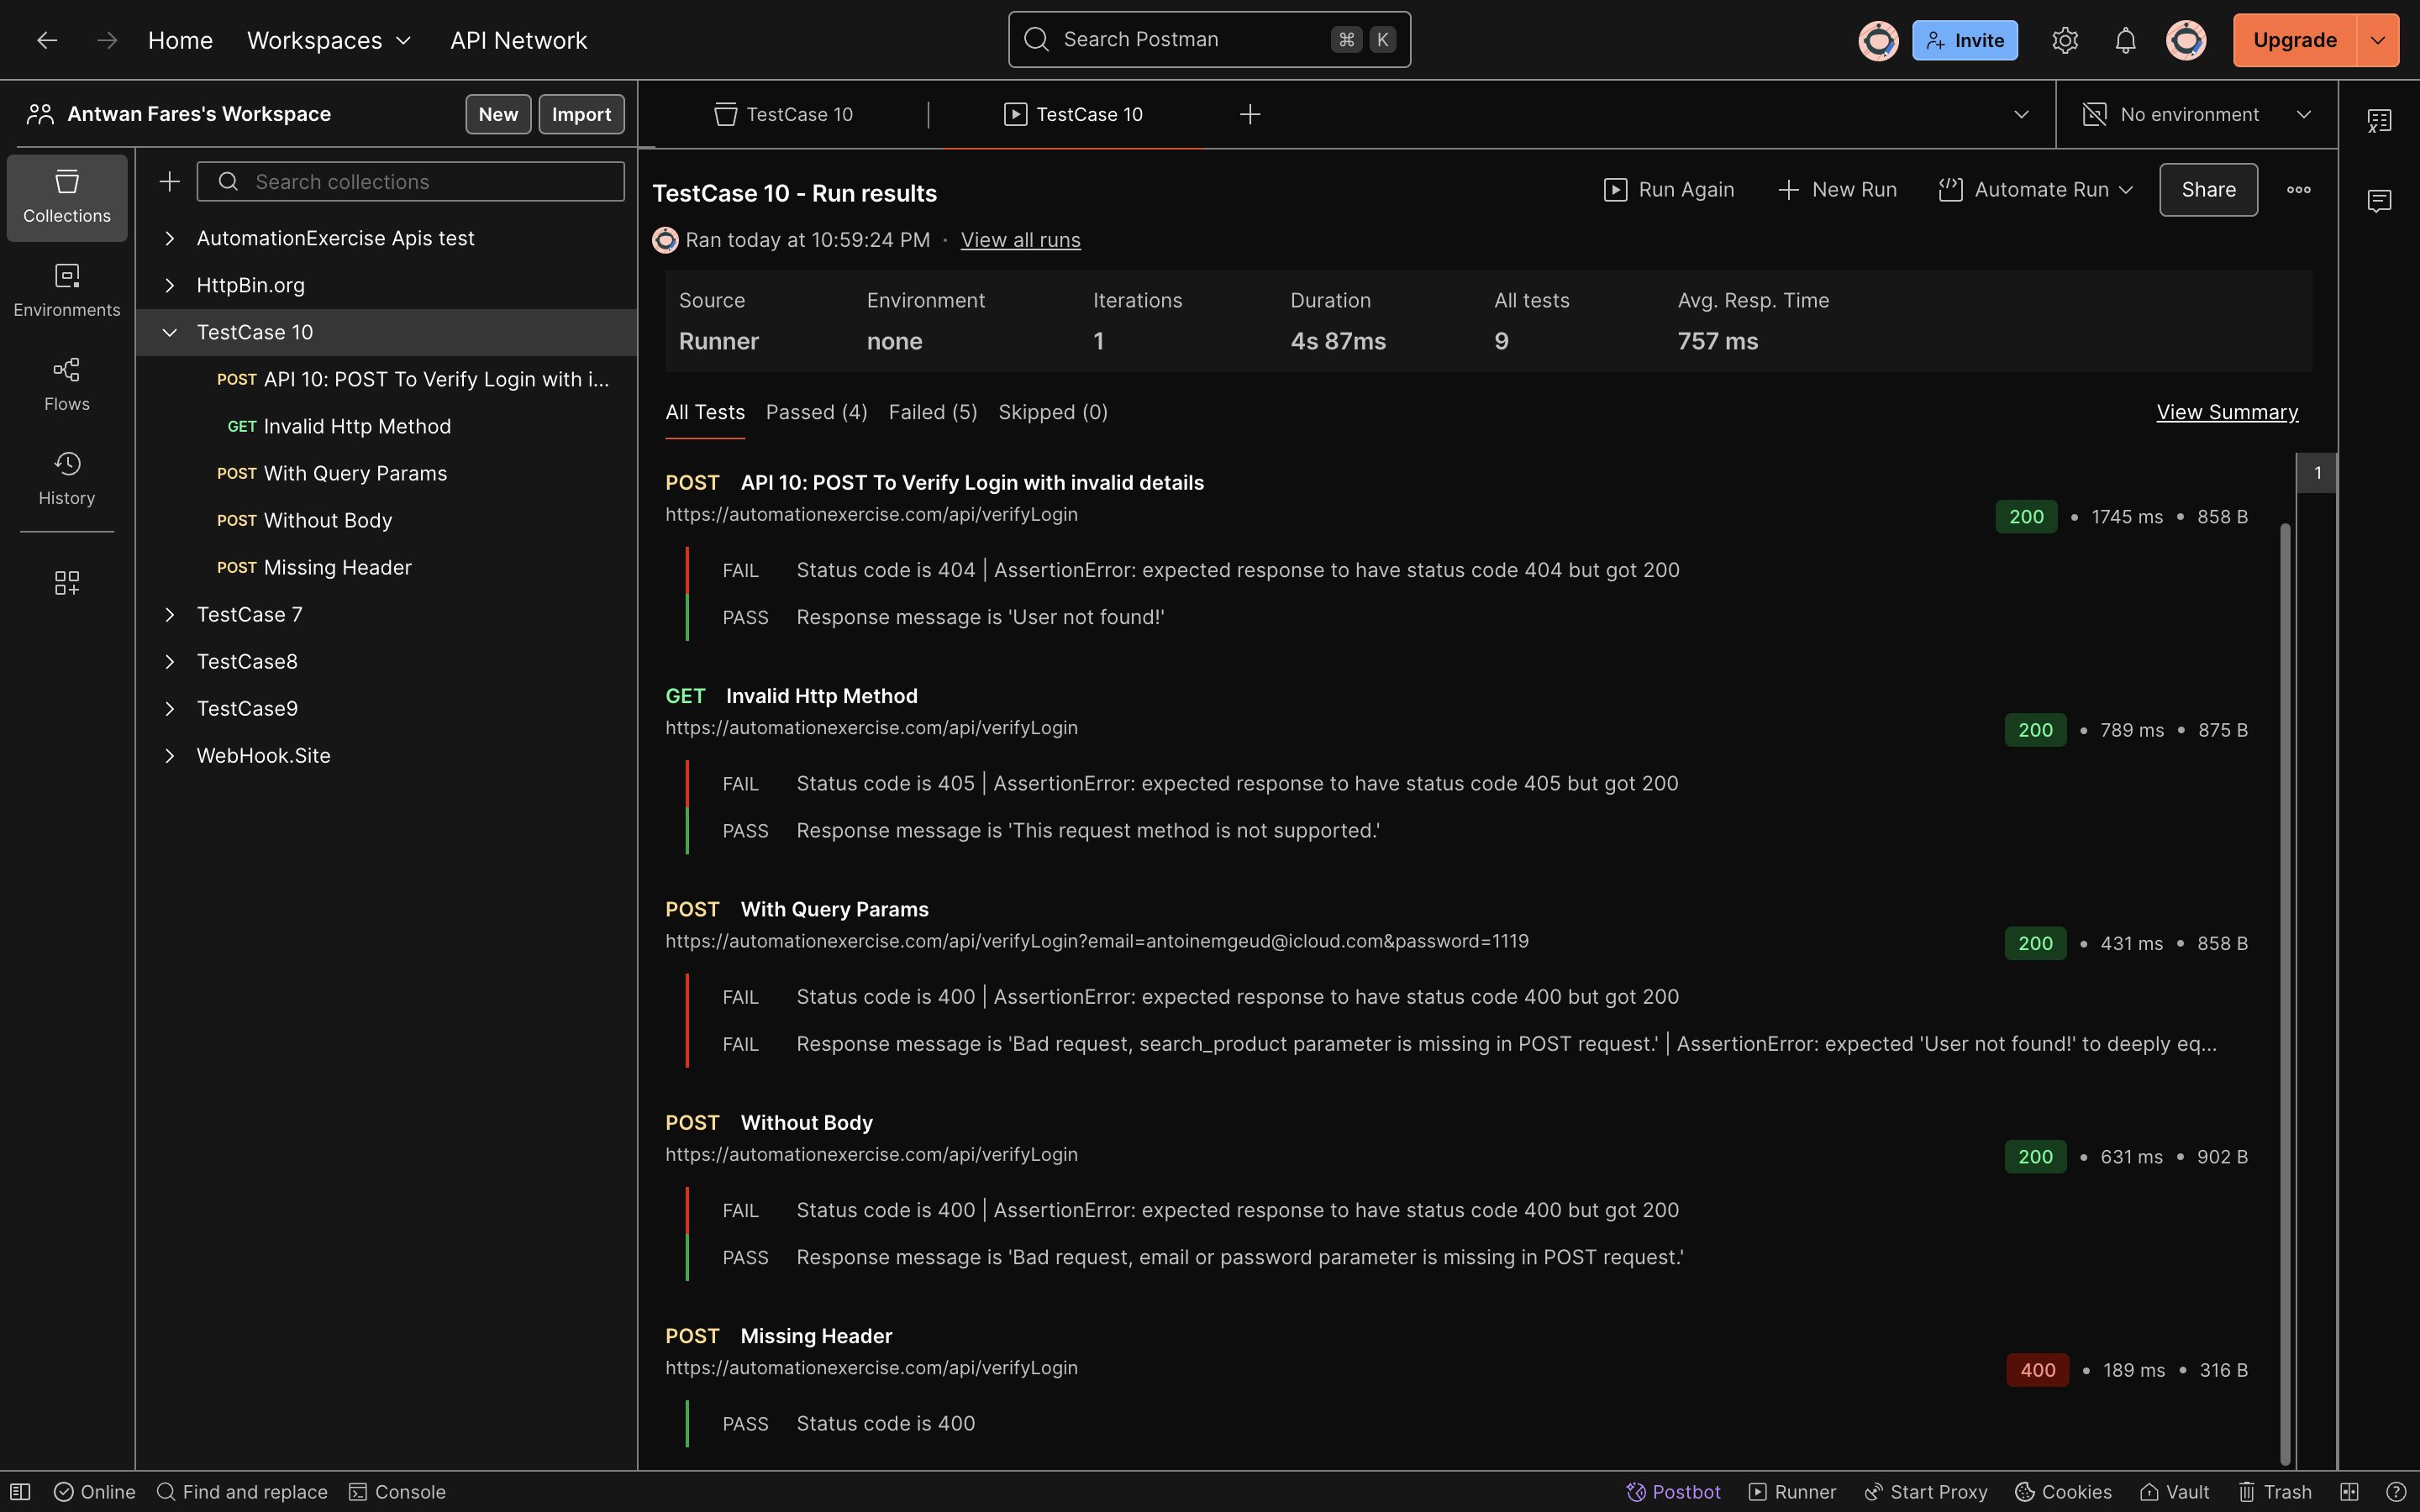 Home Workspaces API Network Search Postman ⌘ K Invite Upgrade
Antwan Fares's Workspace New Import
TestCase 10 TestCase 10 No environment
Collections
Environments
Flows
History
Search collections
AutomationExercise Apis test
HttpBin.org
TestCase 10
POST API 10: POST To Verify Login with i...
GET Invalid Http Method
POST With Query Params
POST Without Body
POST Missing Header
TestCase 7
TestCase8
TestCase9
WebHook.Site
TestCase 10 - Run results
Run Again New Run Automate Run Share
Ran today at 10:59:24 PM · View all runs
Source Environment Iterations Duration All tests Avg. Resp. Time
Runner none 1 4s 87ms 9 757 ms
All Tests Passed (4) Failed (5) Skipped (0) View Summary
1
POST API 10: POST To Verify Login with invalid details
https://automationexercise.com/api/verifyLogin
200 • 1745 ms • 858 B
FAIL Status code is 404 | AssertionError: expected response to have status code 404 but got 200
PASS Response message is 'User not found!'
GET Invalid Http Method
https://automationexercise.com/api/verifyLogin
200 • 789 ms • 875 B
FAIL Status code is 405 | AssertionError: expected response to have status code 405 but got 200
PASS Response message is 'This request method is not supported.'
POST With Query Params
https://automationexercise.com/api/verifyLogin?email=antoinemgeud@icloud.com&password=1119
200 • 431 ms • 858 B
FAIL Status code is 400 | AssertionError: expected response to have status code 400 but got 200
FAIL Response message is 'Bad request, search_product parameter is missing in POST request.' | AssertionError: expected 'User not found!' to deeply eq...
POST Without Body
https://automationexercise.com/api/verifyLogin
200 • 631 ms • 902 B
FAIL Status code is 400 | AssertionError: expected response to have status code 400 but got 200
PASS Response message is 'Bad request, email or password parameter is missing in POST request.'
POST Missing Header
https://automationexercise.com/api/verifyLogin
400 • 189 ms • 316 B
PASS Status code is 400
Online Find and replace Console Postbot Runner Start Proxy Cookies Vault Trash